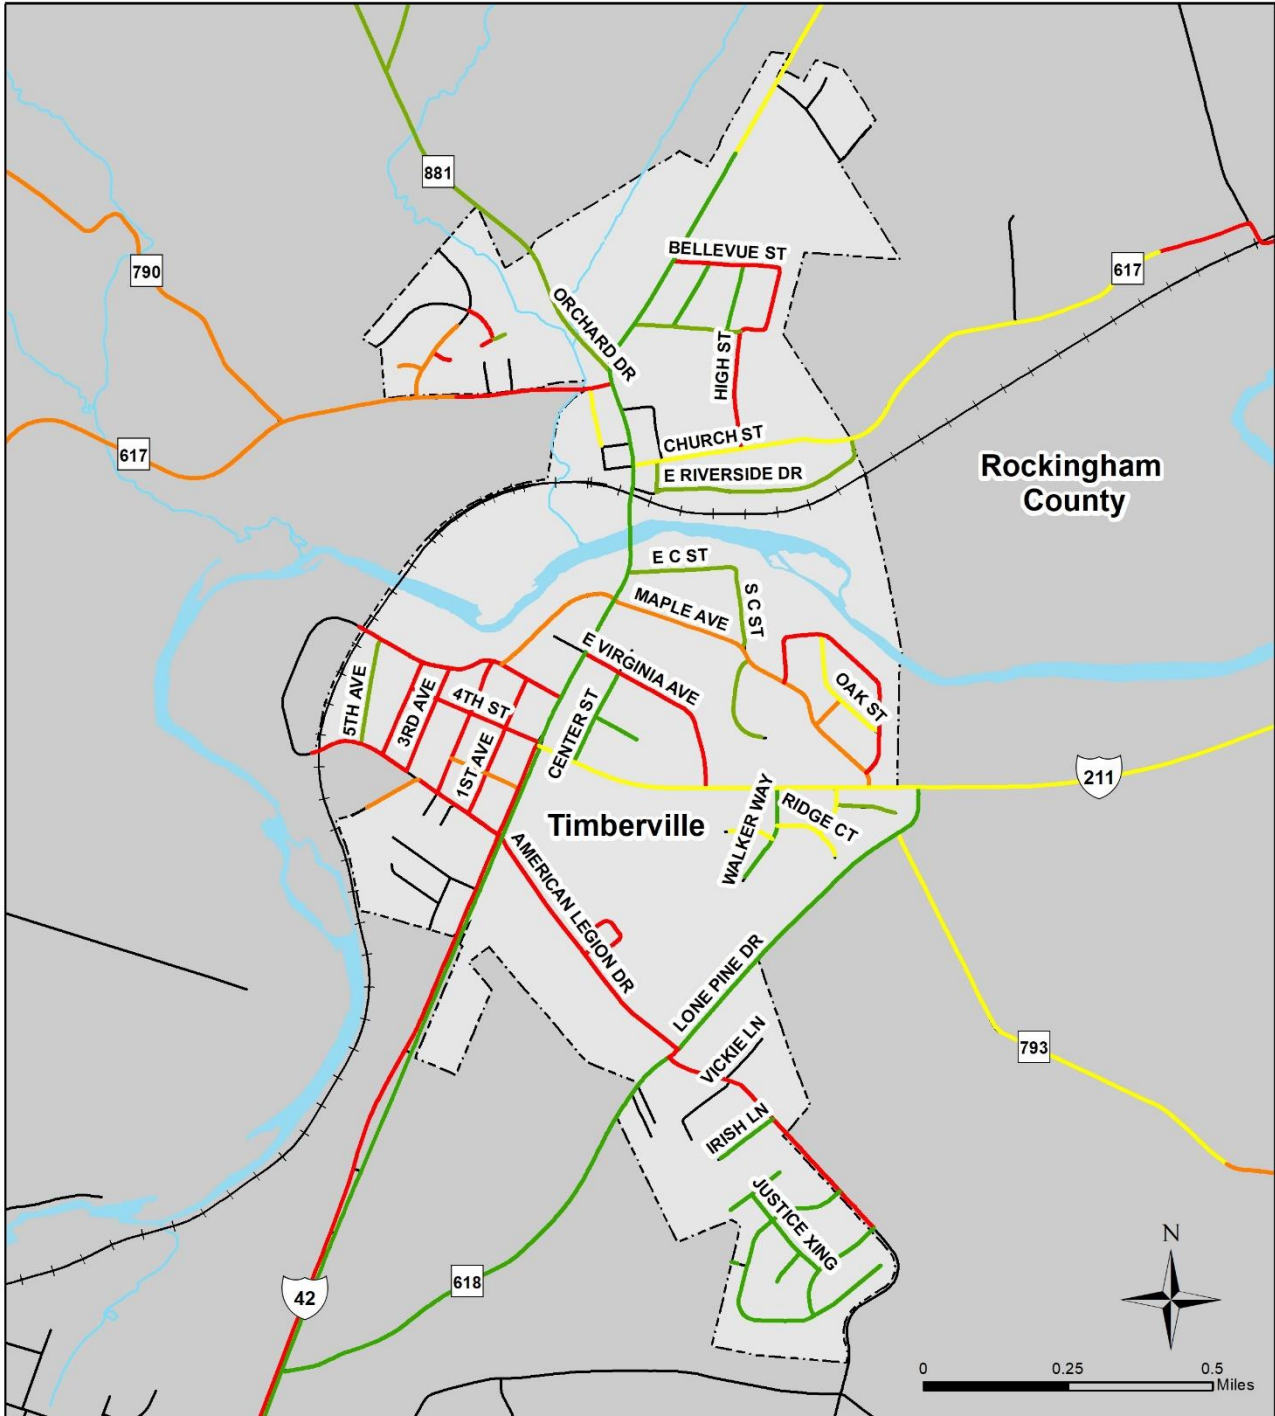 881
BELLEVUE ST
617
790
ORCHARD DR
HIGH ST
CHURCH ST
617
E RIVERSIDE DR
Rockingham
County
E C ST
S C ST
MAPLE AVE
E VIRGINIA AVE
5TH AVE
3RD AVE
4TH ST
OAK ST
CENTER ST
1ST AVE
211
WALKER WAY
RIDGE CT
Timberville
AMERICAN LEGION DR
LONE PINE DR
VICKIE LN
793
IRISH LN
JUSTICE XING
N
618
42
0 0.25 0.5
Miles